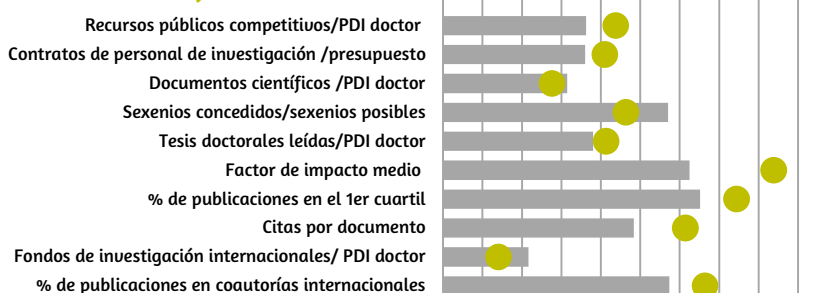 Recursos públicos competitivos/PDI doctor
Contratos de personal de investigación /presupuesto
Documentos científicos /PDI doctor
Sexenios concedidos/sexenios posibles
Tesis doctorales leídas/PDI doctor
Factor de impacto medio
% de publicaciones en el 1er cuartil
Citas por documento
Fondos de investigación internacionales/ PDI doctor
% de publicaciones en coautorías internacionales